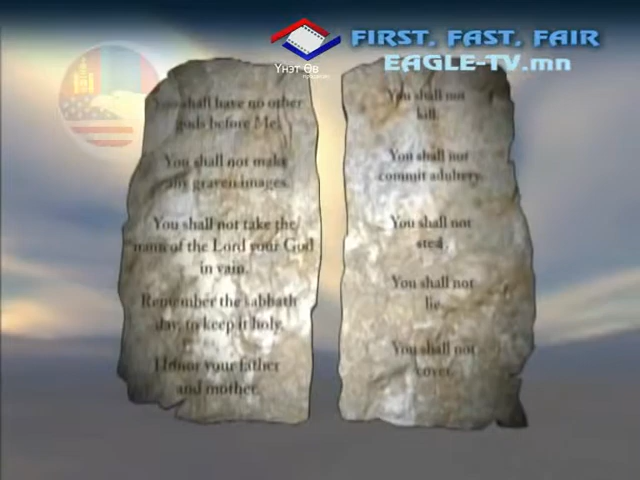 FIRST. FAST. FAIR
EAGLE-TV.mn
Үнэт Өв
You shall have no other
gods before Me.
You shall not make
any graven images.
You shall not take the
name of the Lord your God
in vain.
Remember the sabbath
day, to keep it holy.
Honor your Father
and mother.
You shall not
kill.
You shall not
commit adultery.
You shall not
steal.
You shall not
lie.
You shall not
covet.